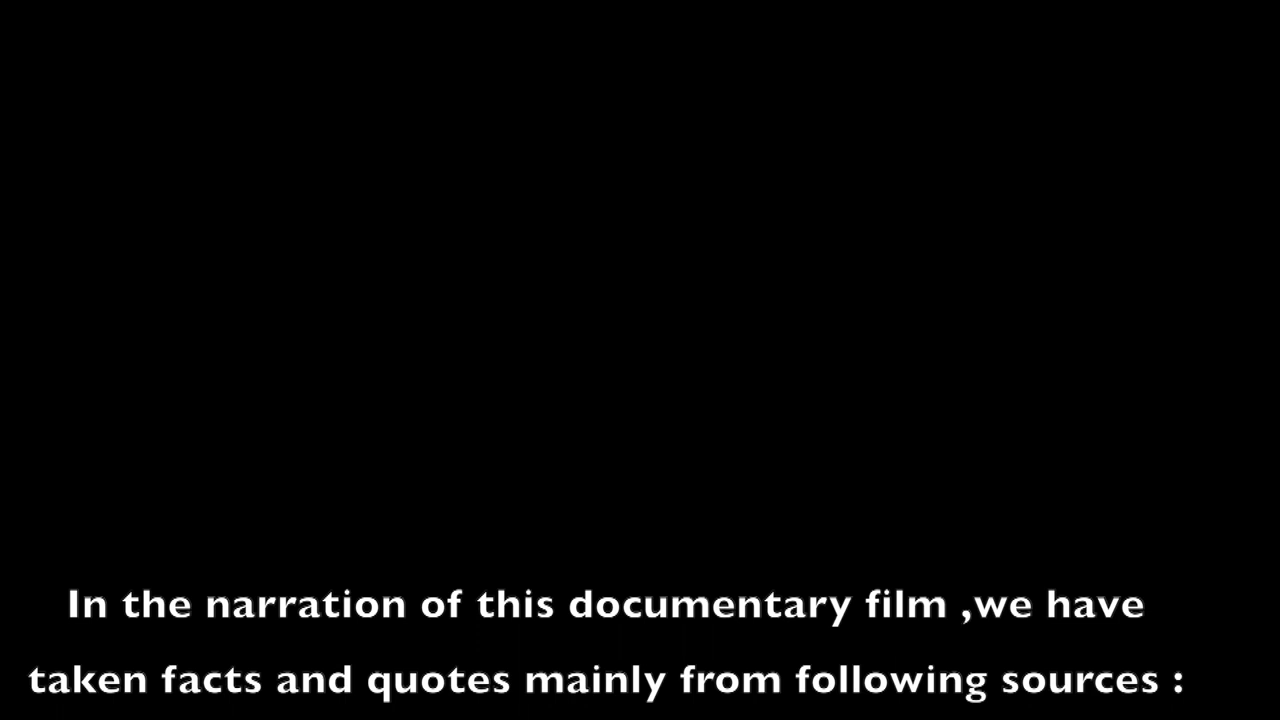 In the narration of this documentary film ,we have
taken facts and quotes mainly from following sources :